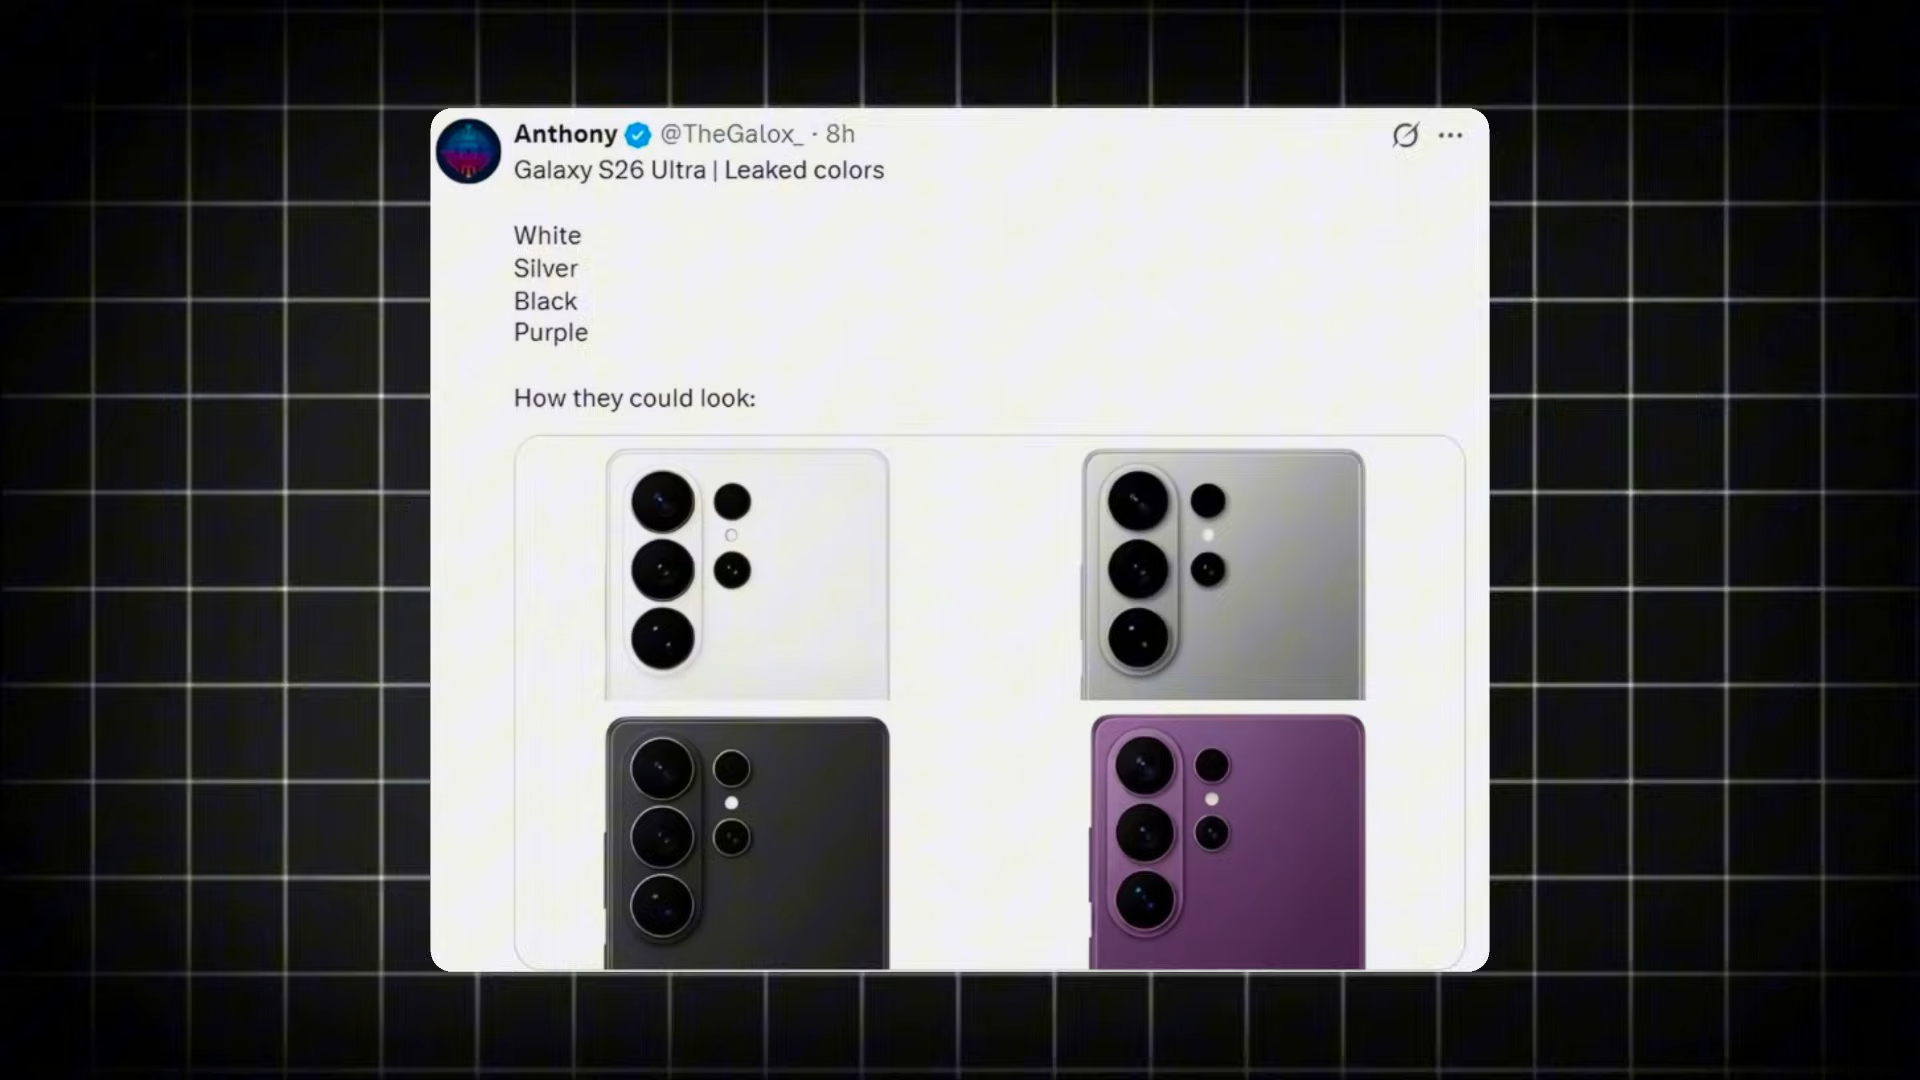 Anthony @TheGalox_ · 8h
Galaxy S26 Ultra | Leaked colors
White
Silver
Black
Purple
How they could look: